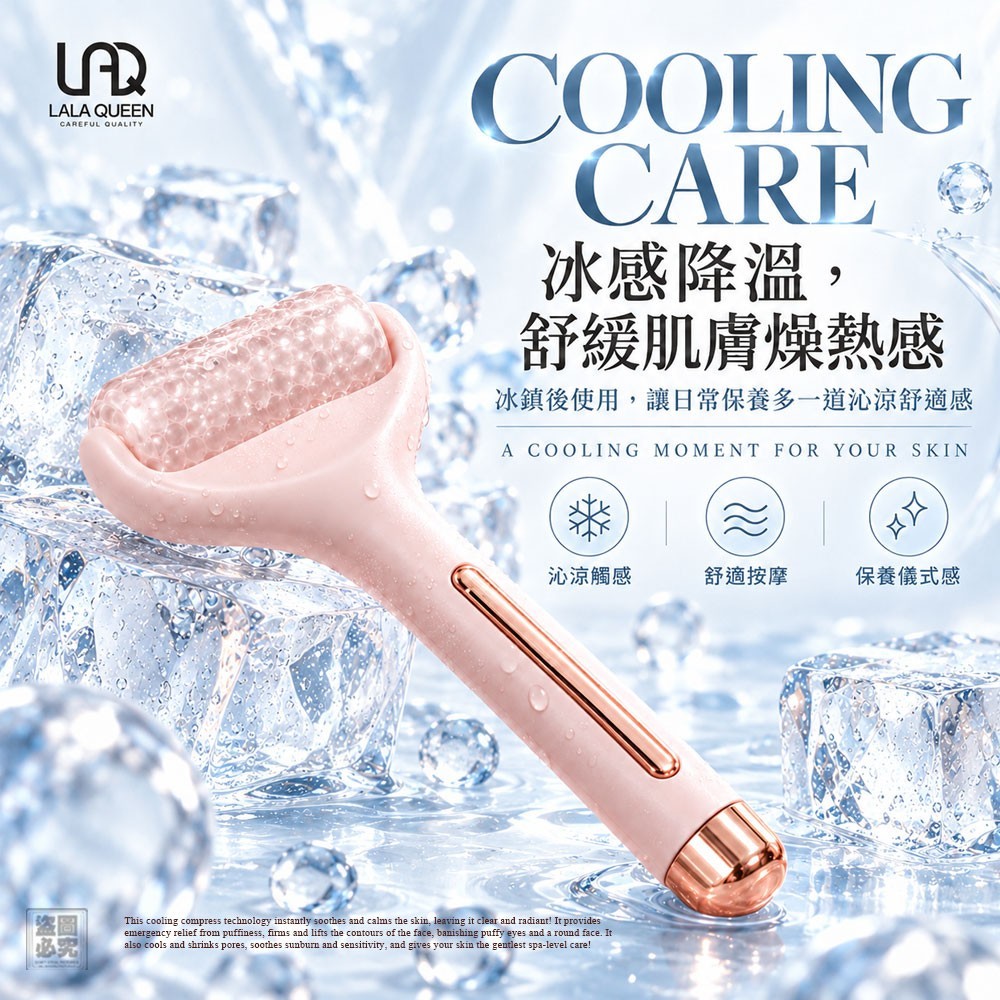 LAQ
LALA QUEEN
CAREFUL QUALITY
COOLING
CARE
冰感降溫，
舒緩肌膚燥熱感
冰鎮後使用，讓日常保養多一道沁涼舒適感
A COOLING MOMENT FOR YOUR SKIN
沁涼觸感
舒適按摩
保養儀式感
盜圖
必究
This cooling compress technology instantly soothes and calms the skin, leaving it clear and radiant! It provides
emergency relief from puffiness, firms and lifts the contours of the face, banishing puffy eyes and a round face. It
also cools and shrinks pores, soothes sunburn and sensitivity, and gives your skin the gentlest spa-level care!